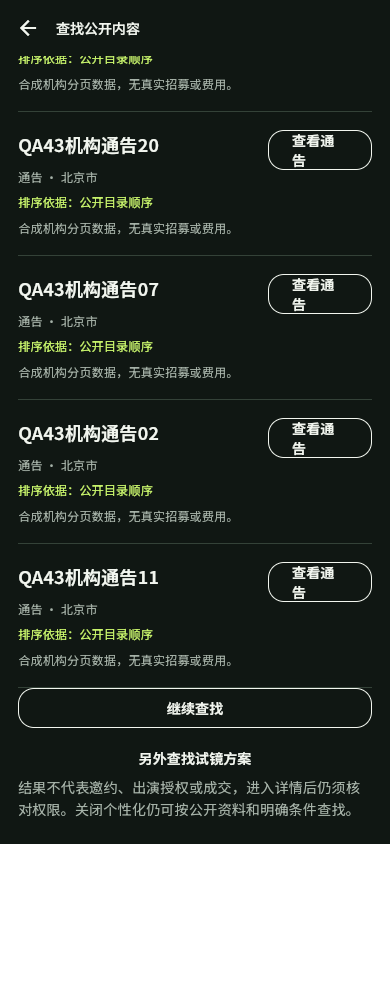 查找公开内容
排序依据：公开目录顺序
合成机构分页数据，无真实招募或费用。
QA43机构通告20
查看通
告
通告 · 北京市
排序依据：公开目录顺序
合成机构分页数据，无真实招募或费用。
QA43机构通告07
查看通
告
通告 · 北京市
排序依据：公开目录顺序
合成机构分页数据，无真实招募或费用。
QA43机构通告02
查看通
告
通告 · 北京市
排序依据：公开目录顺序
合成机构分页数据，无真实招募或费用。
QA43机构通告11
查看通
告
通告 · 北京市
排序依据：公开目录顺序
合成机构分页数据，无真实招募或费用。
继续查找
另外查找试镜方案
结果不代表邀约、出演授权或成交，进入详情后仍须核
对权限。关闭个性化仍可按公开资料和明确条件查找。